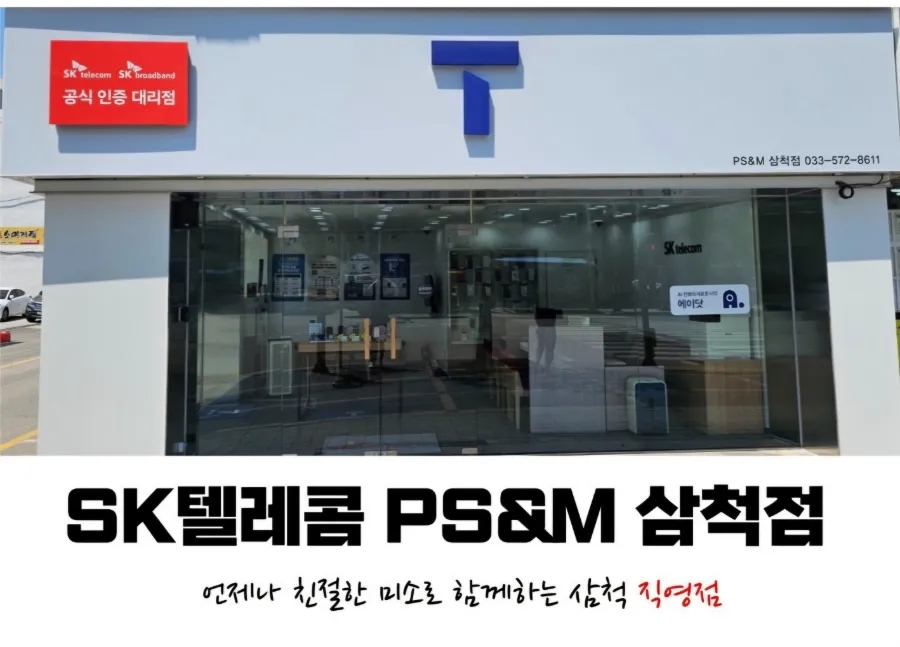 SK telecom SK broadband
공식 인증 대리점
T
PS&M 삼척점 033-572-8611
SK telecom
에이닷 A.
SK텔레콤 PS&M 삼척점
언제나 친절한 미소로 함께하는 삼척 직영점